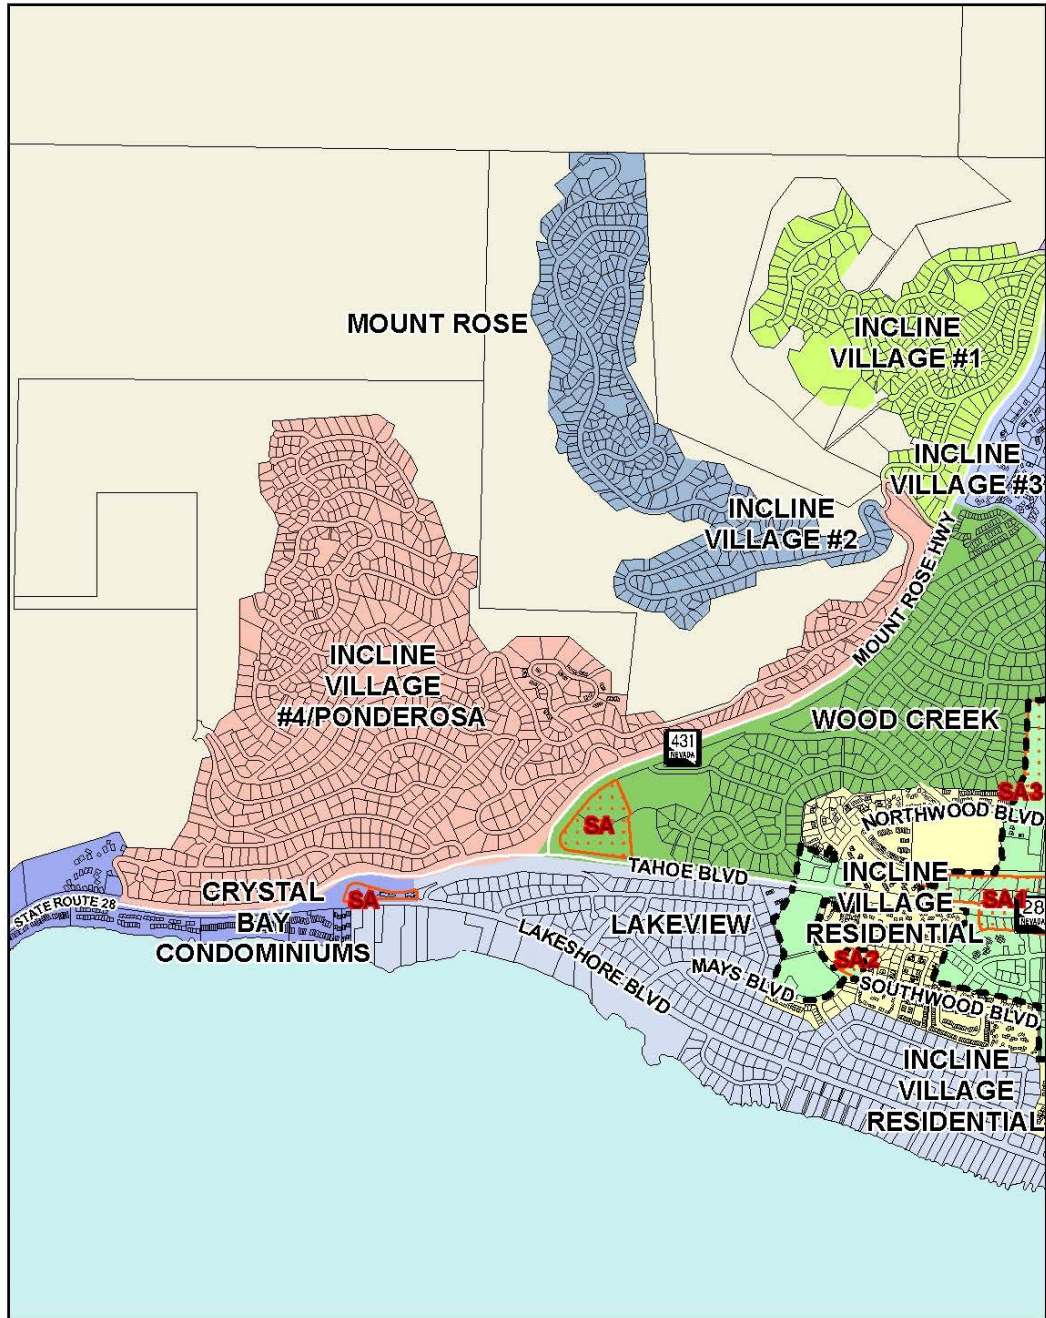 MOUNT ROSE
INCLINE
VILLAGE #1
INCLINE
VILLAGE #3
INCLINE
VILLAGE #2
MOUNT ROSE HWY
INCLINE
VILLAGE
#4/PONDEROSA
WOOD CREEK
431
NEVADA
SA3
NORTHWOOD BLVD
SA
TAHOE BLVD
INCLINE
VILLAGE
RESIDENTIAL
SA1
28
NEVADA
STATE ROUTE 28
CRYSTAL
BAY
CONDOMINIUMS
SA
LAKEVIEW
LAKESHORE BLVD
MAYS BLVD
SA2
SOUTHWOOD BLVD
INCLINE
VILLAGE
RESIDENTIAL